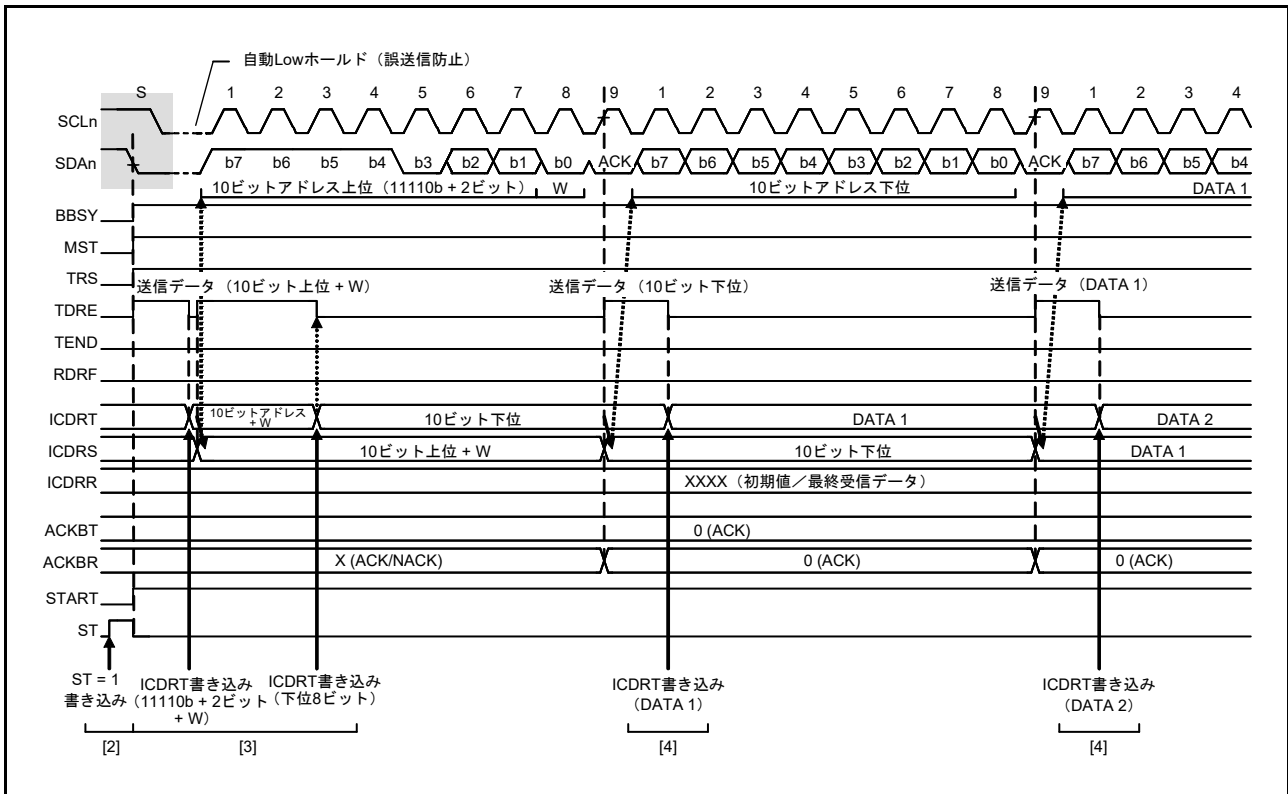 自動Lowホールド（誤送信防止）
S 1 2 3 4 5 6 7 8 9 1 2 3 4 5 6 7 8 9 1 2 3 4
SCLn
SDAn b7 b6 b5 b4 b3 b2 b1 b0 ACK b7 b6 b5 b4 b3 b2 b1 b0 ACK b7 b6 b5 b4
10ビットアドレス上位（11110b + 2ビット） W 10ビットアドレス下位 DATA 1
BBSY
MST
TRS
送信データ（10ビット上位 + W） 送信データ（10ビット下位） 送信データ（DATA 1）
TDRE
TEND
RDRF
ICDRT 10ビットアドレス + W 10ビット下位 DATA 1 DATA 2
ICDRS 10ビット上位 + W 10ビット下位 DATA 1
ICDRR XXXX（初期値／最終受信データ）
ACKBT 0 (ACK)
ACKBR X (ACK/NACK) 0 (ACK) 0 (ACK)
START
ST
ST = 1
書き込み
ICDRT書き込み
（11110b + 2ビット
+ W）
ICDRT書き込み
（下位8ビット）
ICDRT書き込み
（DATA 1）
ICDRT書き込み
（DATA 2）
[2] [3] [4] [4]